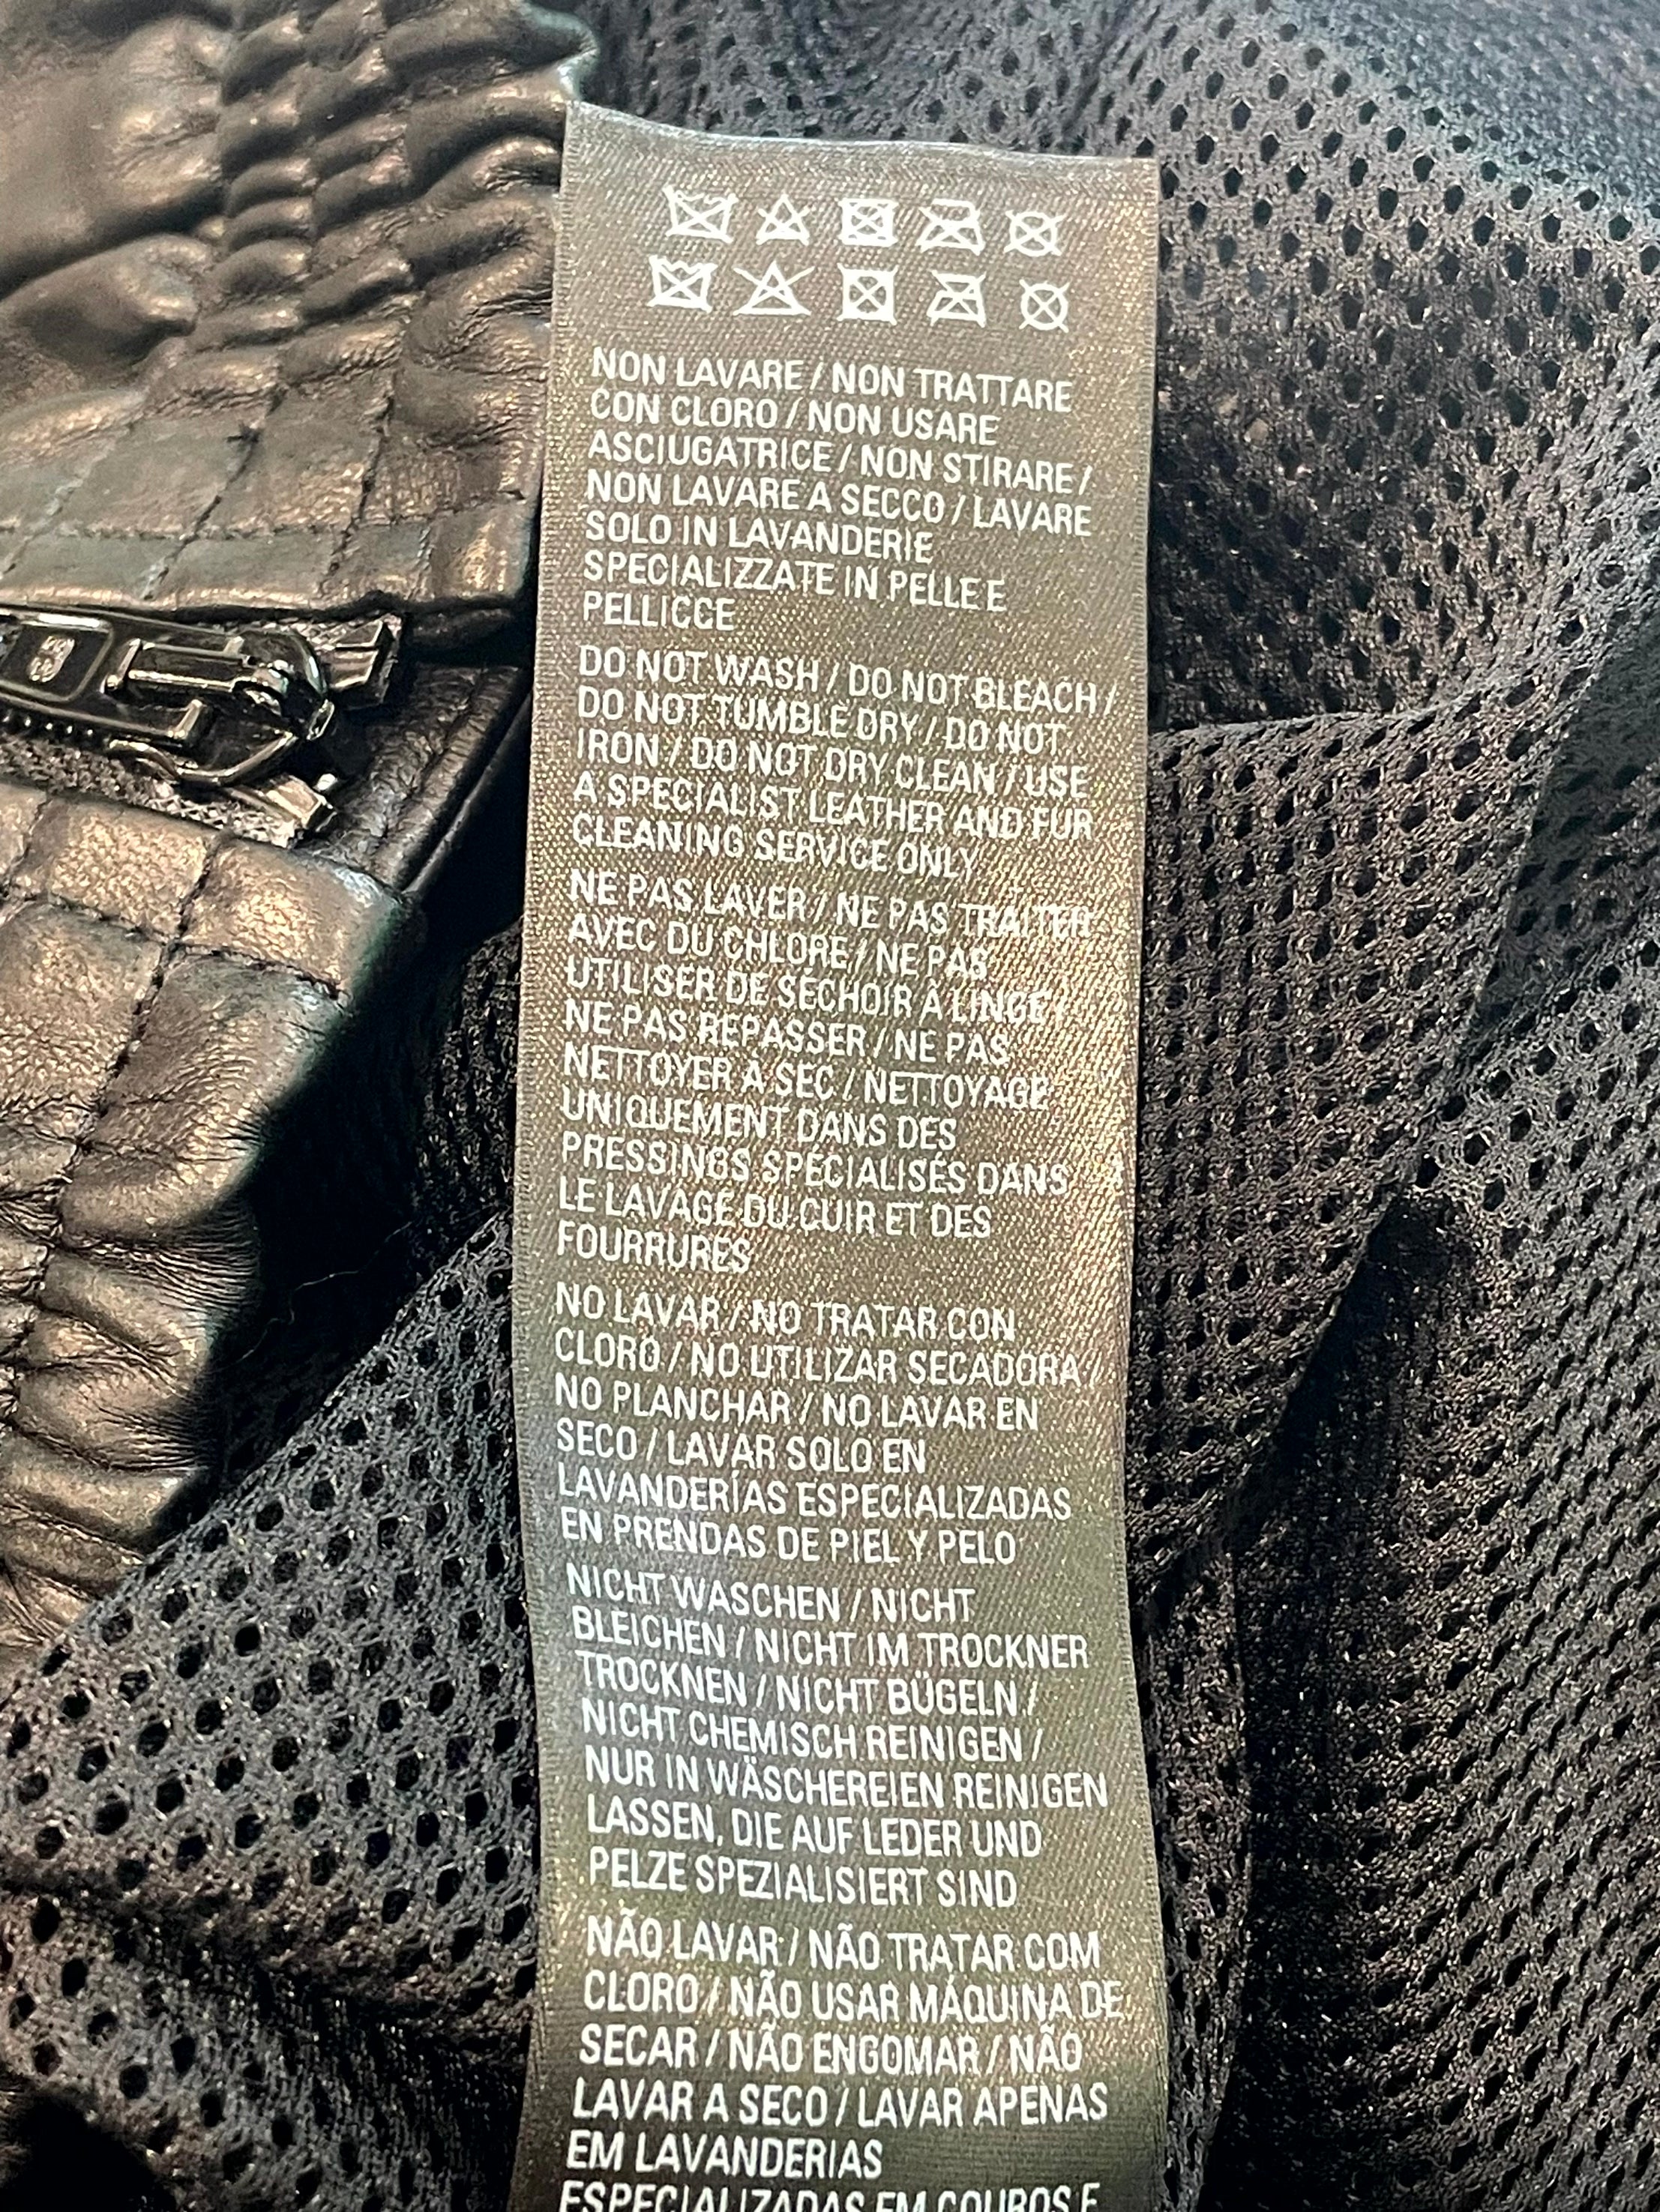 3
NON LAVARE / NON TRATTARE
CON CLORO / NON USARE
ASCIUGATRICE / NON STIRARE /
NON LAVARE A SECCO / LAVARE
SOLO IN LAVANDERIE
SPECIALIZZATE IN PELLE E
PELLICCE
DO NOT WASH / DO NOT BLEACH /
DO NOT TUMBLE DRY / DO NOT
IRON / DO NOT DRY CLEAN / USE
A SPECIALIST LEATHER AND FUR
CLEANING SERVICE ONLY
NE PAS LAVER / NE PAS TRAITER
AVEC DU CHLORE / NE PAS
UTILISER DE SÉCHOIR À LINGE /
NE PAS REPASSER / NE PAS
NETTOYER À SEC / NETTOYAGE
UNIQUEMENT DANS DES
PRESSINGS SPÉCIALISÉS DANS
LE LAVAGE DU CUIR ET DES
FOURRURES
NO LAVAR / NO TRATAR CON
CLORO / NO UTILIZAR SECADORA /
NO PLANCHAR / NO LAVAR EN
SECO / LAVAR SOLO EN
LAVANDERÍAS ESPECIALIZADAS
EN PRENDAS DE PIEL Y PELO
NICHT WASCHEN / NICHT
BLEICHEN / NICHT IM TROCKNER
TROCKNEN / NICHT BÜGELN /
NICHT CHEMISCH REINIGEN /
NUR IN WÄSCHEREIEN REINIGEN
LASSEN, DIE AUF LEDER UND
PELZE SPEZIALISIERT SIND
NÃO LAVAR / NÃO TRATAR COM
CLORO / NÃO USAR MÁQUINA DE
SECAR / NÃO ENGOMAR / NÃO
LAVAR A SECO / LAVAR APENAS
EM LAVANDERIAS
ESPECIALIZADAS EM COUROS E